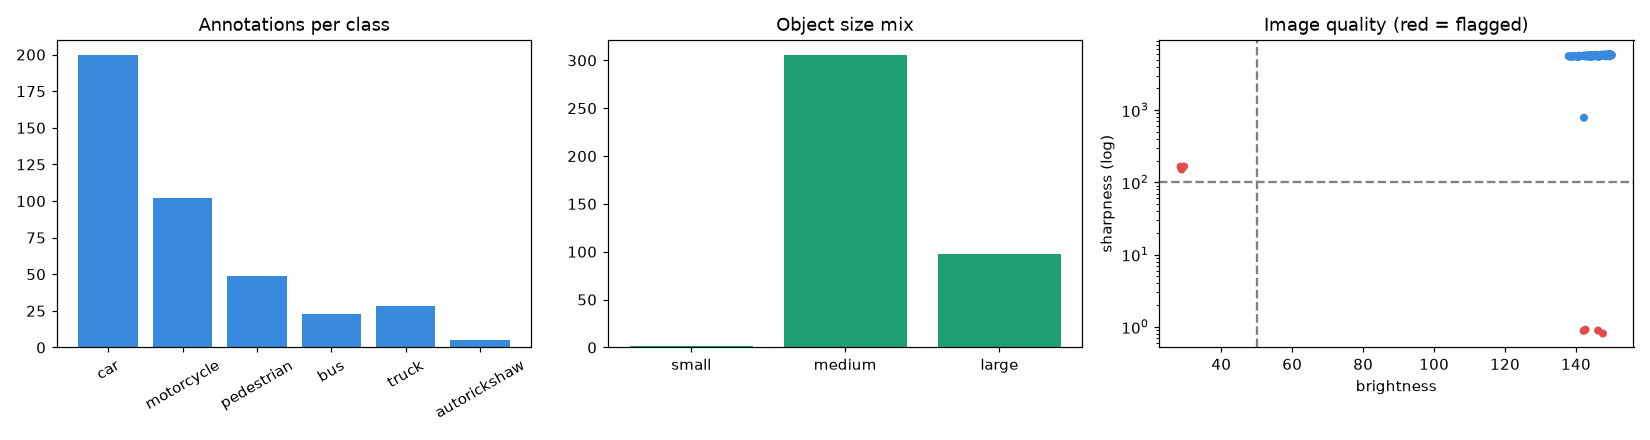 Annotations per class
200
175
150
125
100
75
50
25
0
car
motorcycle
pedestrian
bus
truck
autorickshaw
Object size mix
300
250
200
150
100
50
0
small
medium
large
Image quality (red = flagged)
sharpness (log)
10³
10²
10¹
10⁰
40
60
80
100
120
140
brightness